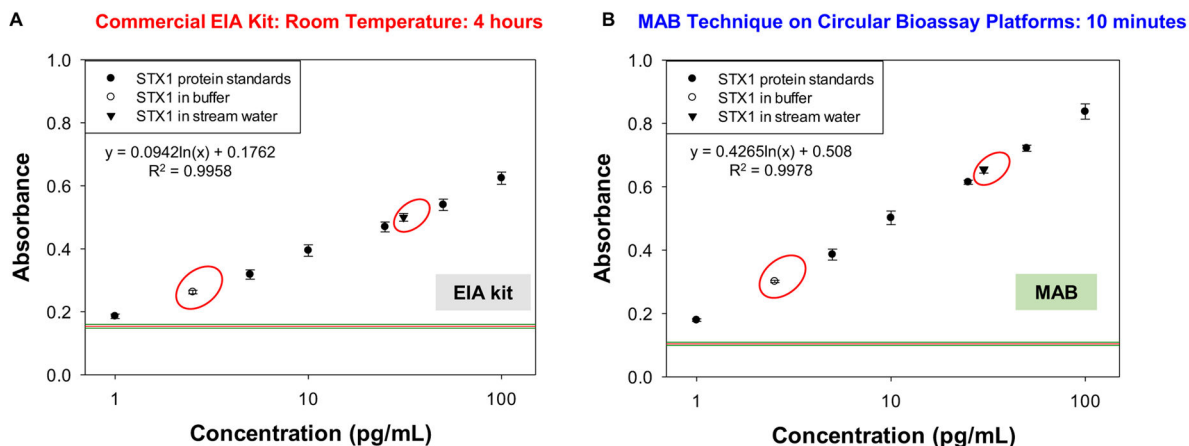 A
Commercial EIA Kit: Room Temperature: 4 hours
1.0
0.8
0.6
0.4
0.2
0.0
Absorbance
STX1 protein standards
STX1 in buffer
STX1 in stream water
y = 0.0942ln(x) + 0.1762
R² = 0.9958
EIA kit
1
10
100
Concentration (pg/mL)
B
MAB Technique on Circular Bioassay Platforms: 10 minutes
1.0
0.8
0.6
0.4
0.2
0.0
Absorbance
STX1 protein standards
STX1 in buffer
STX1 in stream water
y = 0.4265ln(x) + 0.508
R² = 0.9978
MAB
1
10
100
Concentration (pg/mL)